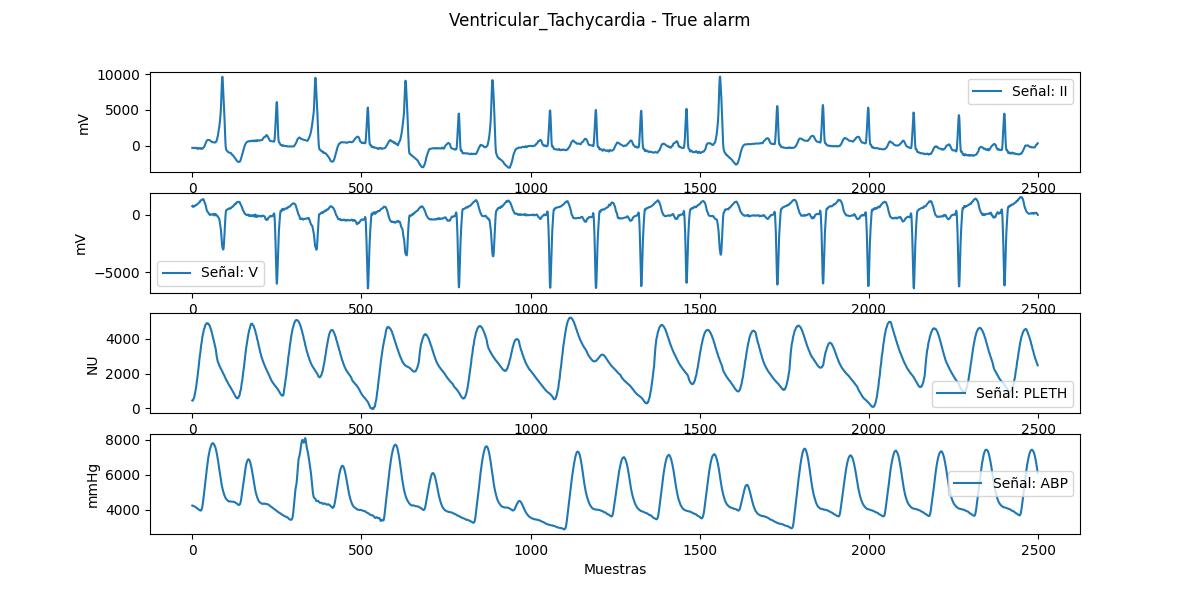 Ventricular_Tachycardia - True alarm
10000
5000
0
mV
Señal: II
0 500 1000 1500 2000 2500
0
−5000
mV
Señal: V
0 500 1000 1500 2000 2500
4000
2000
0
NU
Señal: PLETH
0 500 1000 1500 2000 2500
8000
6000
4000
mmHg
Señal: ABP
0 500 1000 1500 2000 2500
Muestras